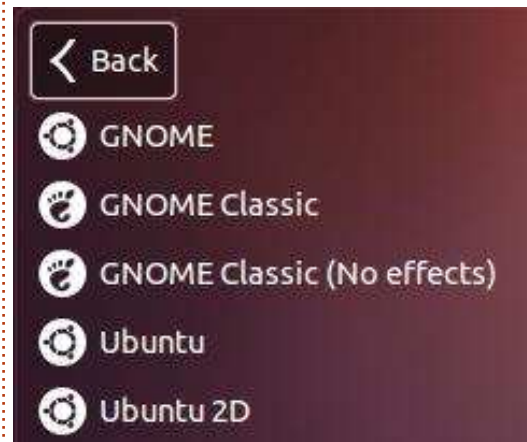 Back
GNOME
GNOME Classic
GNOME Classic (No effects)
Ubuntu
Ubuntu 2D